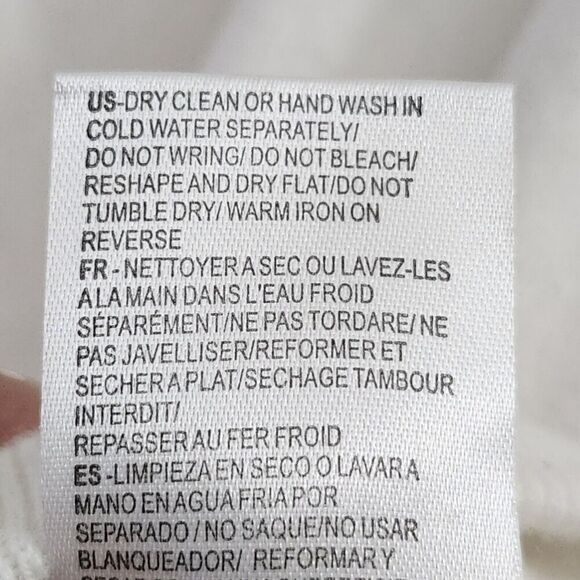 US-DRY CLEAN OR HAND WASH IN
COLD WATER SEPARATELY/
DO NOT WRING/ DO NOT BLEACH/
RESHAPE AND DRY FLAT/DO NOT
TUMBLE DRY/ WARM IRON ON
REVERSE
FR - NETTOYER A SEC OU LAVEZ-LES
A LA MAIN DANS L'EAU FROID
SÉPARÉMENT/NE PAS TORDARE/ NE
PAS JAVELLISER/REFORMER ET
SECHER A PLAT/SECHAGE TAMBOUR
INTERDIT/
REPASSER AU FER FROID
ES -LIMPIEZA EN SECO O LAVAR A
MANO EN AGUA FRIA POR
SEPARADO / NO SAQUE/NO USAR
BLANQUEADOR/ REFORMAR Y